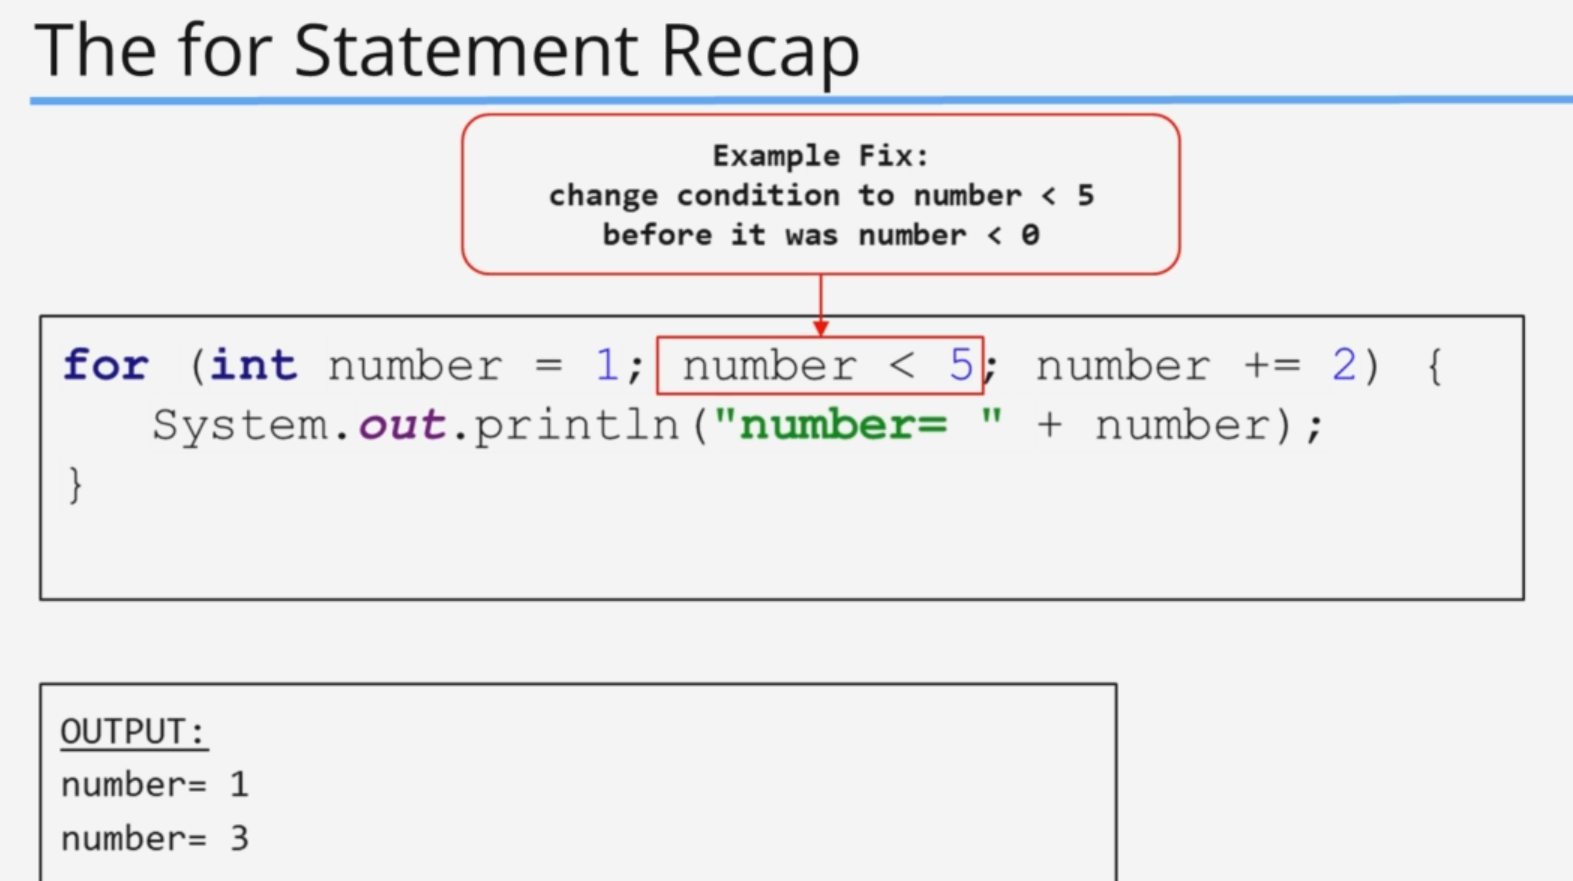 The for Statement Recap
Example Fix:
change condition to number < 5
before it was number < 0
for (int number = 1; number < 5; number += 2) {
System.out.println("number= " + number);
}
OUTPUT:
number= 1
number= 3